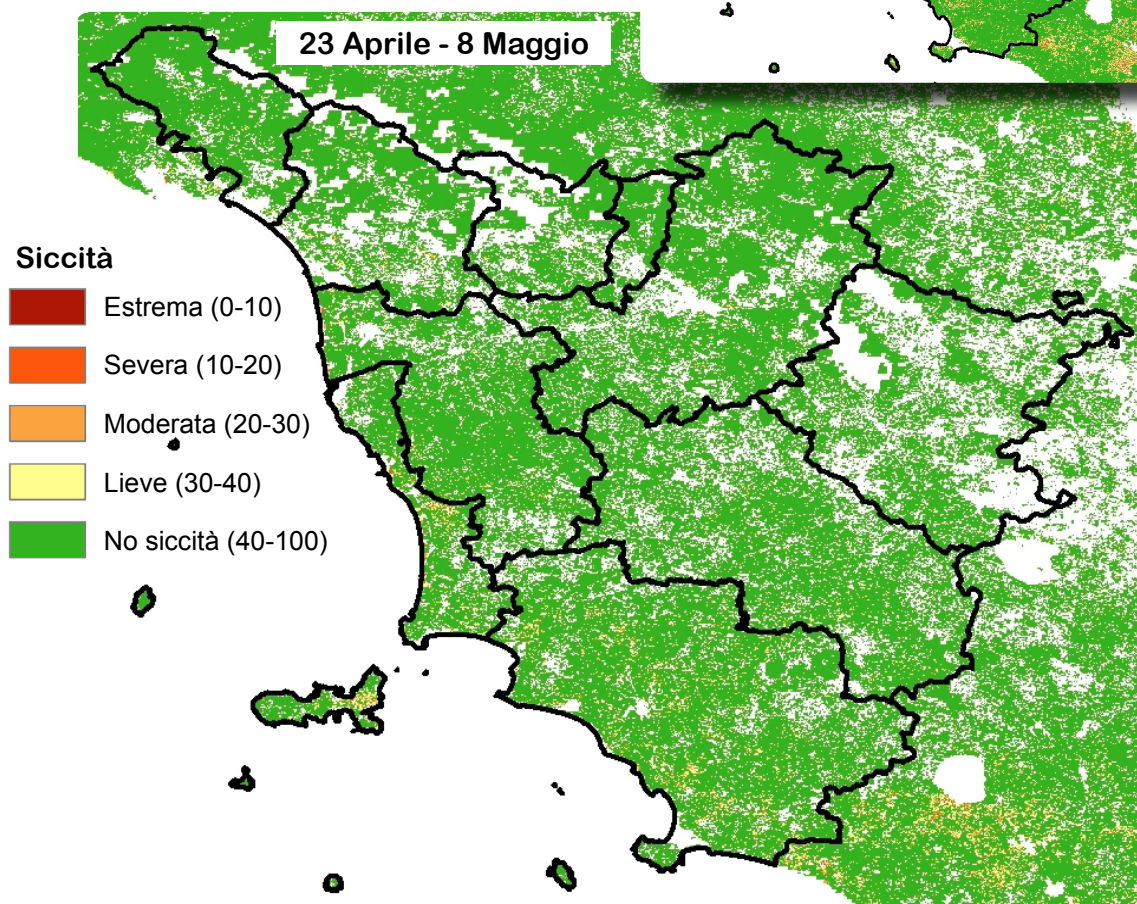 23 Aprile - 8 Maggio
Siccità
Estrema (0-10)
Severa (10-20)
Moderata (20-30)
Lieve (30-40)
No siccità (40-100)